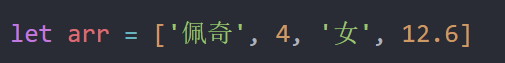 let arr = ['佩奇', 4, '女', 12.6]